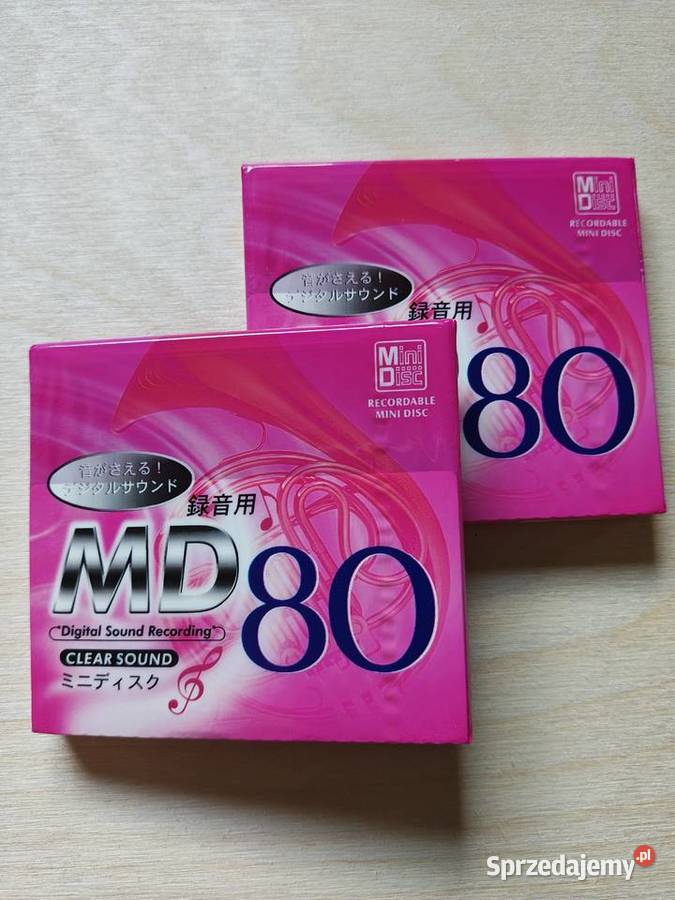 Mini
Disc
RECORDABLE
MINI DISC
音がさえる！
デジタルサウンド
録音用
80
Mini
Disc
RECORDABLE
MINI DISC
音がさえる！
デジタルサウンド
録音用
MD80
"Digital Sound Recording"
CLEAR SOUND
ミニディスク
Sprzedajemy.pl